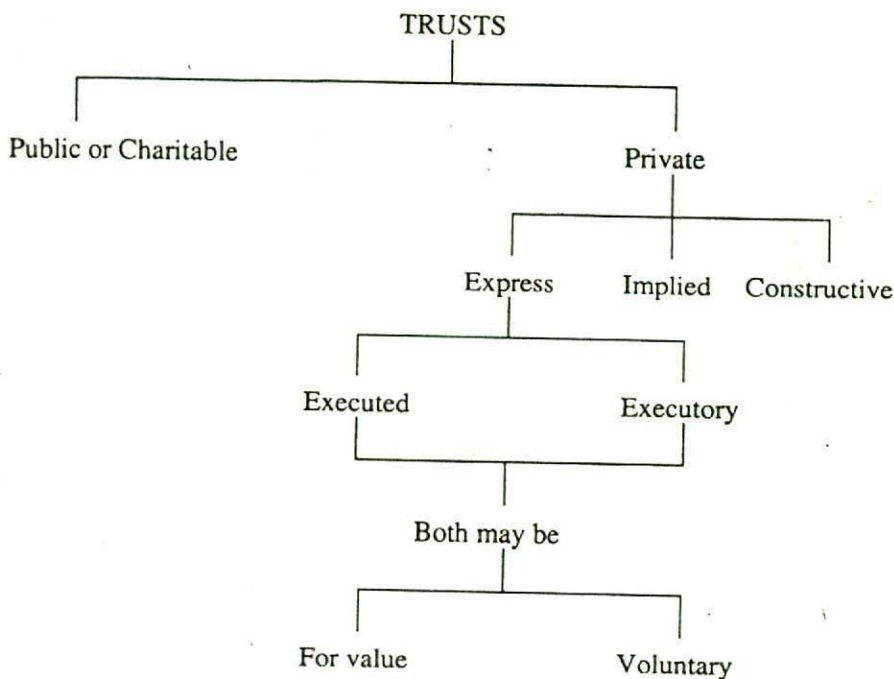 TRUSTS
Public or Charitable
Private
Express Implied Constructive
Executed Executory
Both may be
For value Voluntary